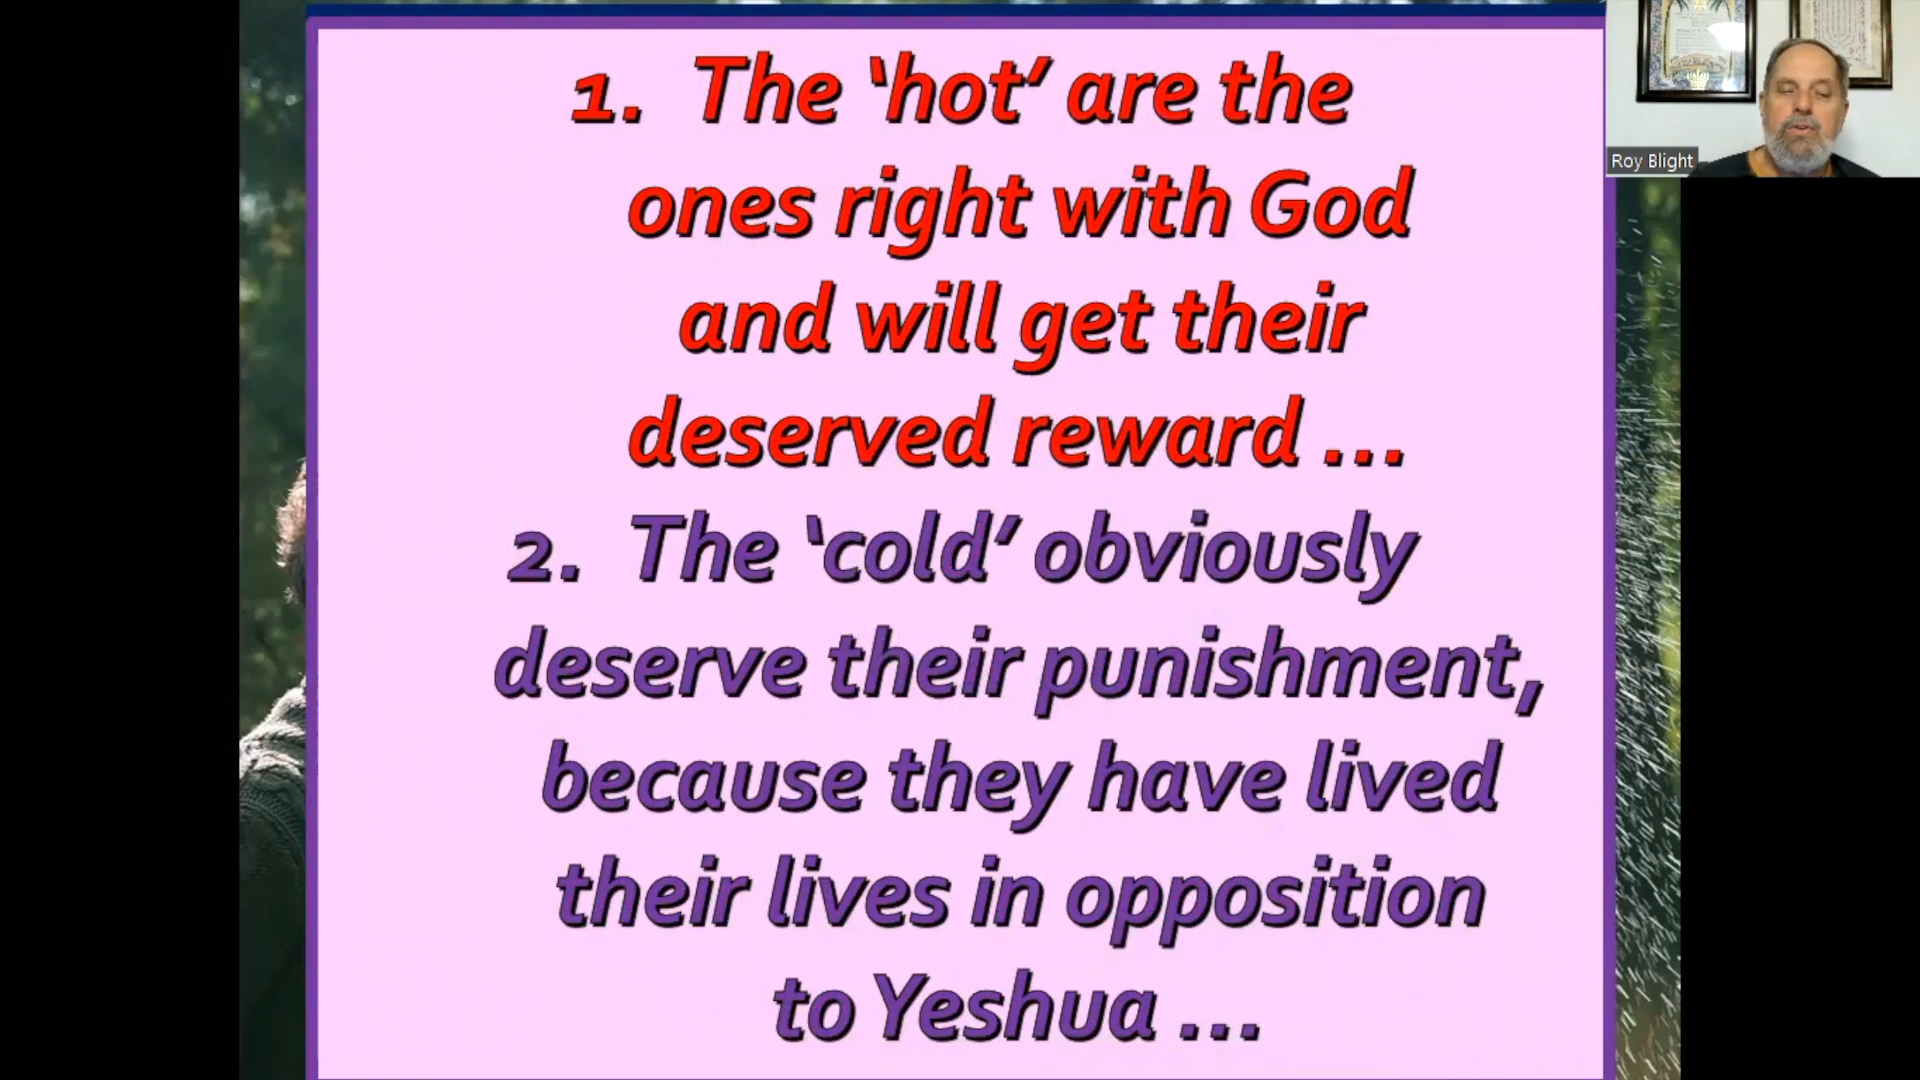 1. The ‘hot’ are the
ones right with God
and will get their
deserved reward ...
2. The ‘cold’ obviously
deserve their punishment,
because they have lived
their lives in opposition
to Yeshua ...
Roy Blight